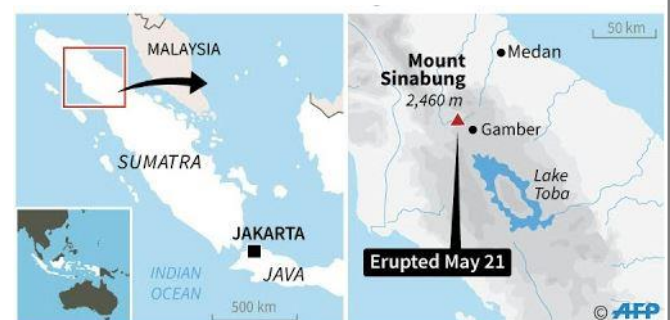 MALAYSIA
SUMATRA
JAKARTA
JAVA
INDIAN
OCEAN
500 km
50 km
Medan
Mount
Sinabung
2,460 m
Gamber
Lake
Toba
Erupted May 21
© AFP